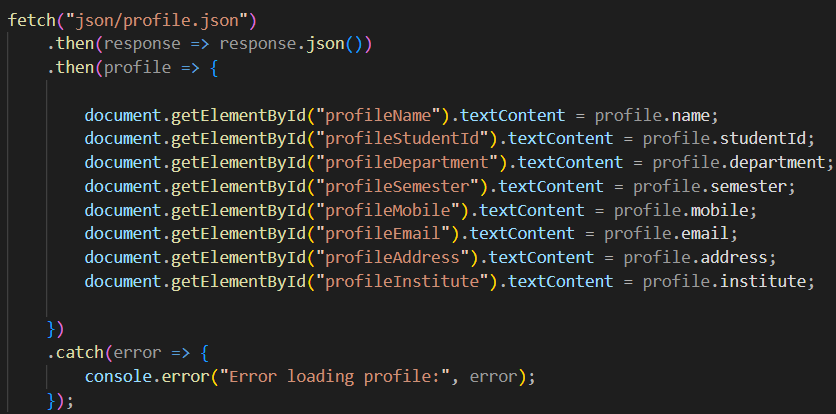 fetch("json/profile.json")
    .then(response => response.json())
    .then(profile => {
        document.getElementById("profileName").textContent = profile.name;
        document.getElementById("profileStudentId").textContent = profile.studentId;
        document.getElementById("profileDepartment").textContent = profile.department;
        document.getElementById("profileSemester").textContent = profile.semester;
        document.getElementById("profileMobile").textContent = profile.mobile;
        document.getElementById("profileEmail").textContent = profile.email;
        document.getElementById("profileAddress").textContent = profile.address;
        document.getElementById("profileInstitute").textContent = profile.institute;
    })
    .catch(error => {
        console.error("Error loading profile:", error);
    });